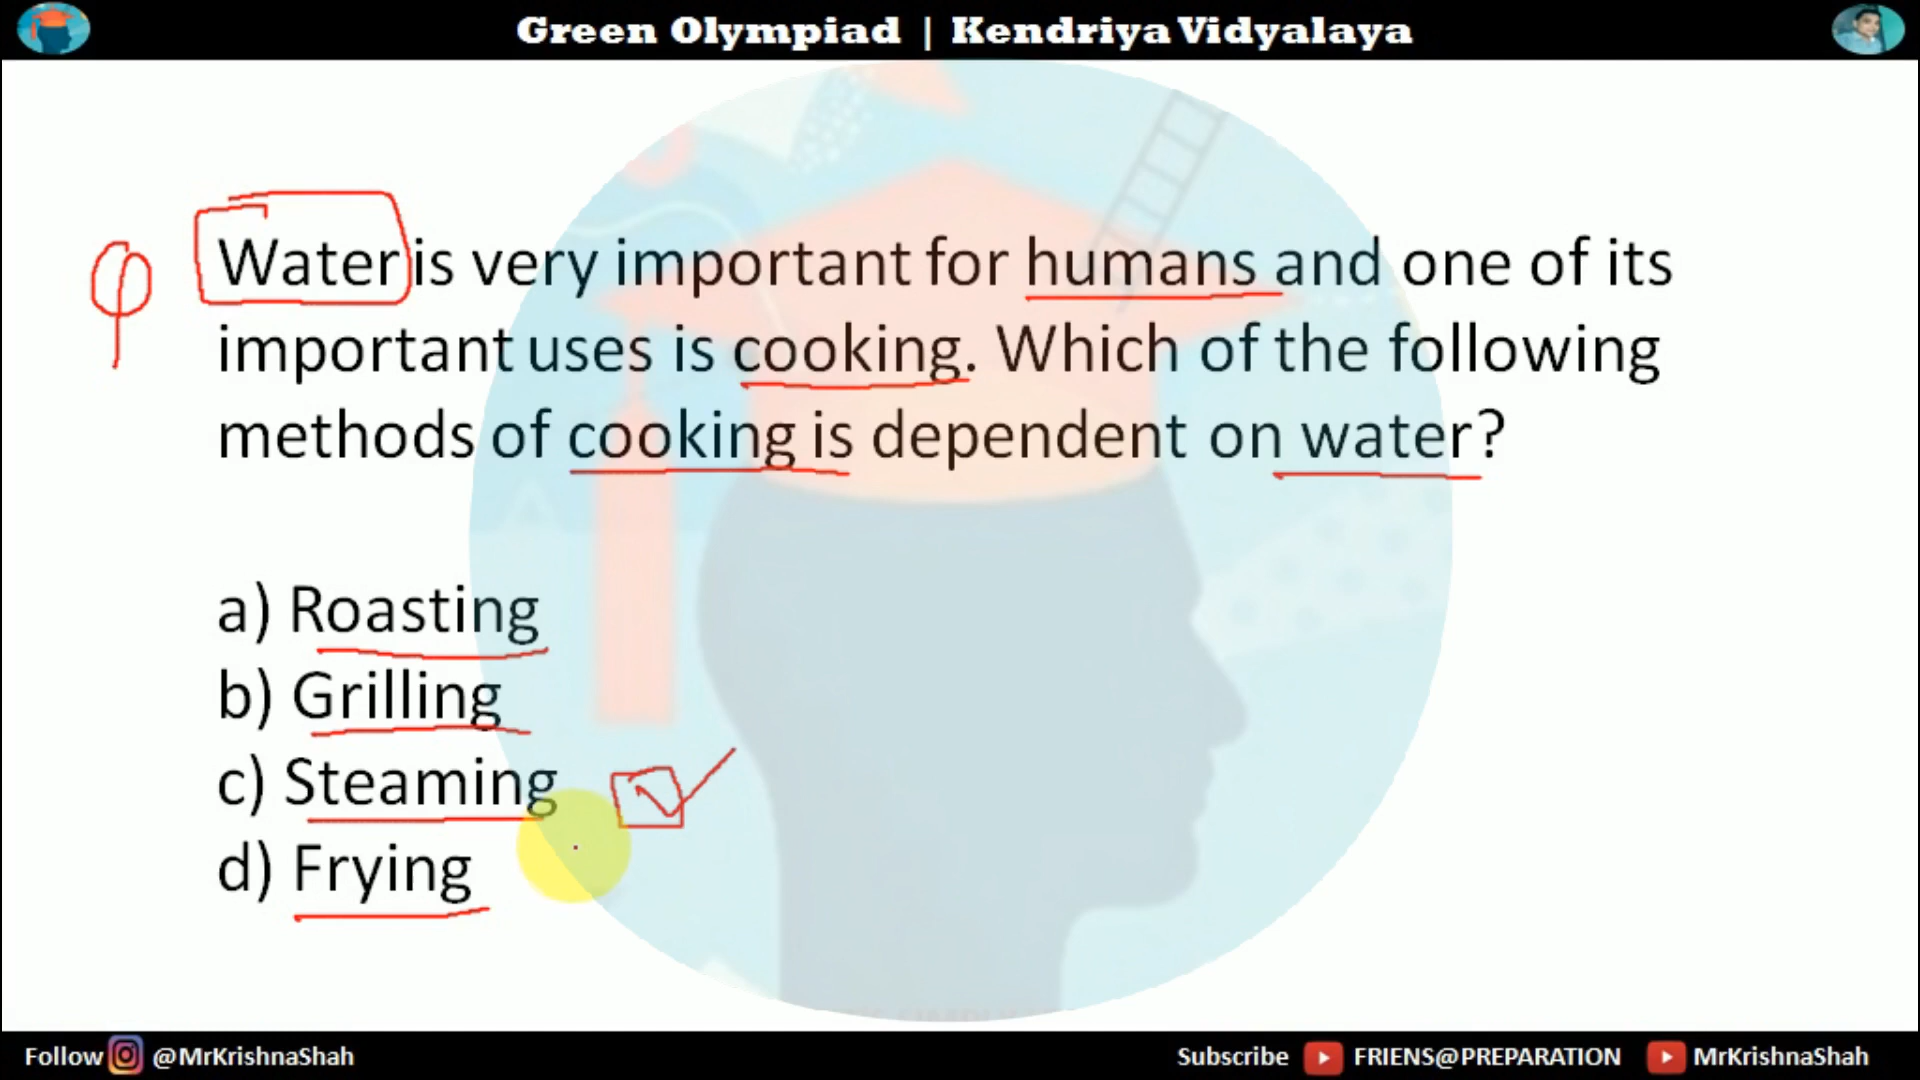 Green Olympiad | Kendriya Vidyalaya
Water is very important for humans and one of its
important uses is cooking. Which of the following
methods of cooking is dependent on water?
a) Roasting
b) Grilling
c) Steaming
d) Frying
Follow @MrKrishnaShah
Subscribe FRIENS@PREPARATION MrKrishnaShah